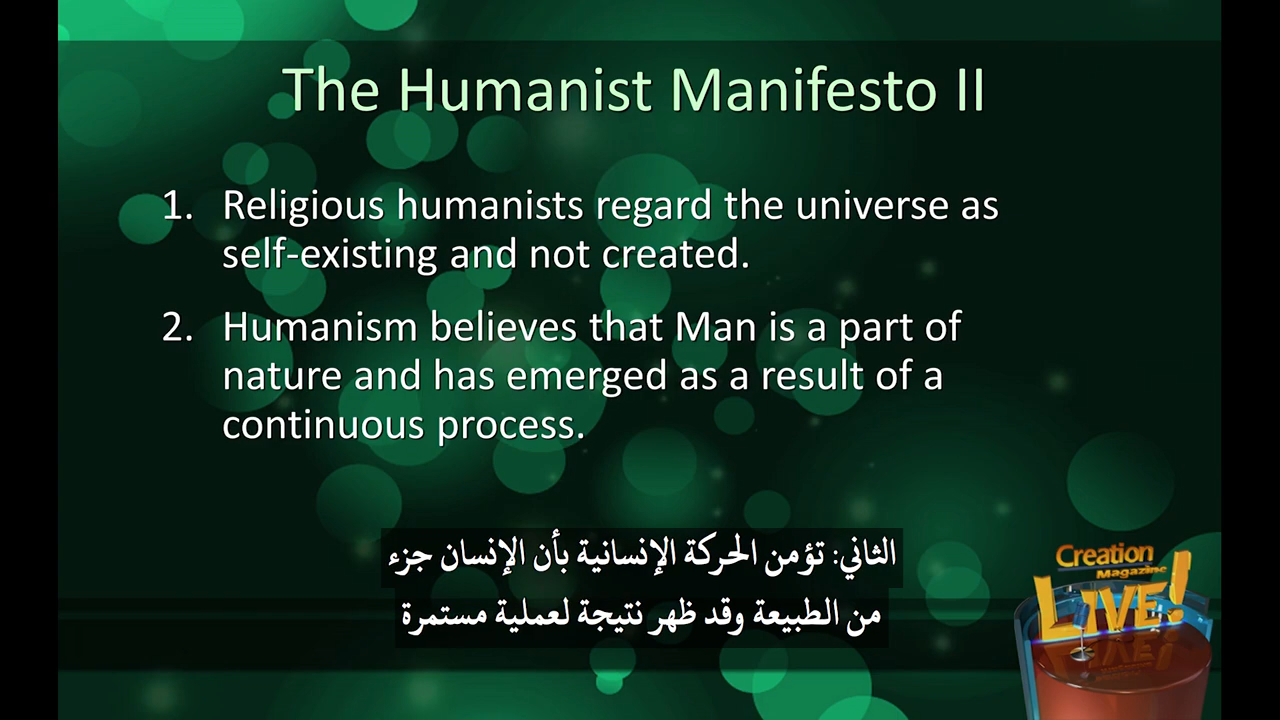 The Humanist Manifesto II
1. Religious humanists regard the universe as
self-existing and not created.
2. Humanism believes that Man is a part of
nature and has emerged as a result of a
continuous process.
الثاني: تؤمن الحركة الإنسانية بأن الإنسان جزء
من الطبيعة وقد ظهر نتيجة لعملية مستمرة
Creation
Magazine
LIVE!